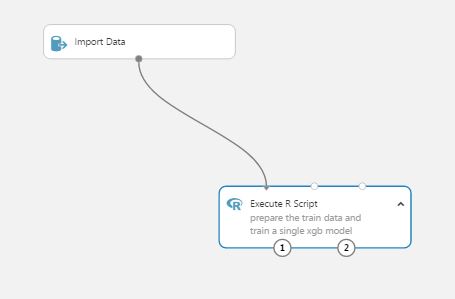 Import Data
R
Execute R Script
prepare the train data and
train a single xgb model
1
2